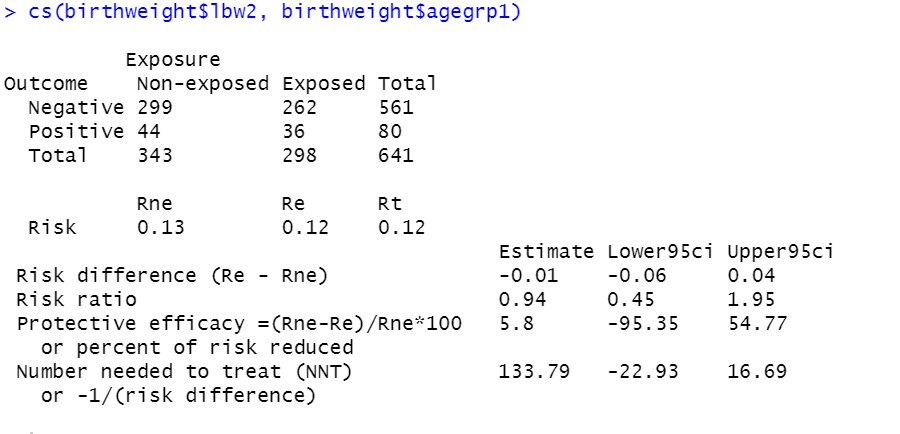 > cs(birthweight$lbw2, birthweight$agegrp1)
Exposure
Outcome Non-exposed Exposed Total
Negative 299 262 561
Positive 44 36 80
Total 343 298 641
Rne Re Rt
Risk 0.13 0.12 0.12
Estimate Lower95ci Upper95ci
Risk difference (Re - Rne) -0.01 -0.06 0.04
Risk ratio 0.94 0.45 1.95
Protective efficacy =(Rne-Re)/Rne*100 5.8 -95.35 54.77
or percent of risk reduced
Number needed to treat (NNT) 133.79 -22.93 16.69
or -1/(risk difference)